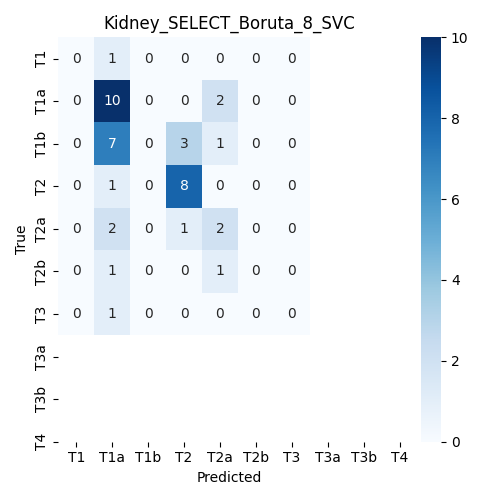 Kidney_SELECT_Boruta_8_SVC
True
T1 0 1 0 0 0 0 0
T1a 0 10 0 0 2 0 0
T1b 0 7 0 3 1 0 0
T2 0 1 0 8 0 0 0
T2a 0 2 0 1 2 0 0
T2b 0 1 0 0 1 0 0
T3 0 1 0 0 0 0 0
T3a
T3b
T4
T1 T1a T1b T2 T2a T2b T3 T3a T3b T4
Predicted
10
8
6
4
2
0